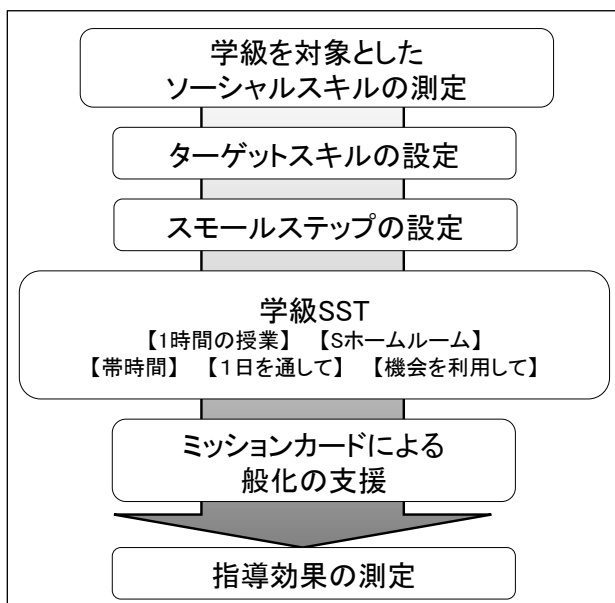 学級を対象とした
ソーシャルスキルの測定
ターゲットスキルの設定
スモールステップの設定
学級SST
【1時間の授業】 【Sホームルーム】
【帯時間】 【1日を通して】 【機会を利用して】
ミッションカードによる
般化の支援
指導効果の測定